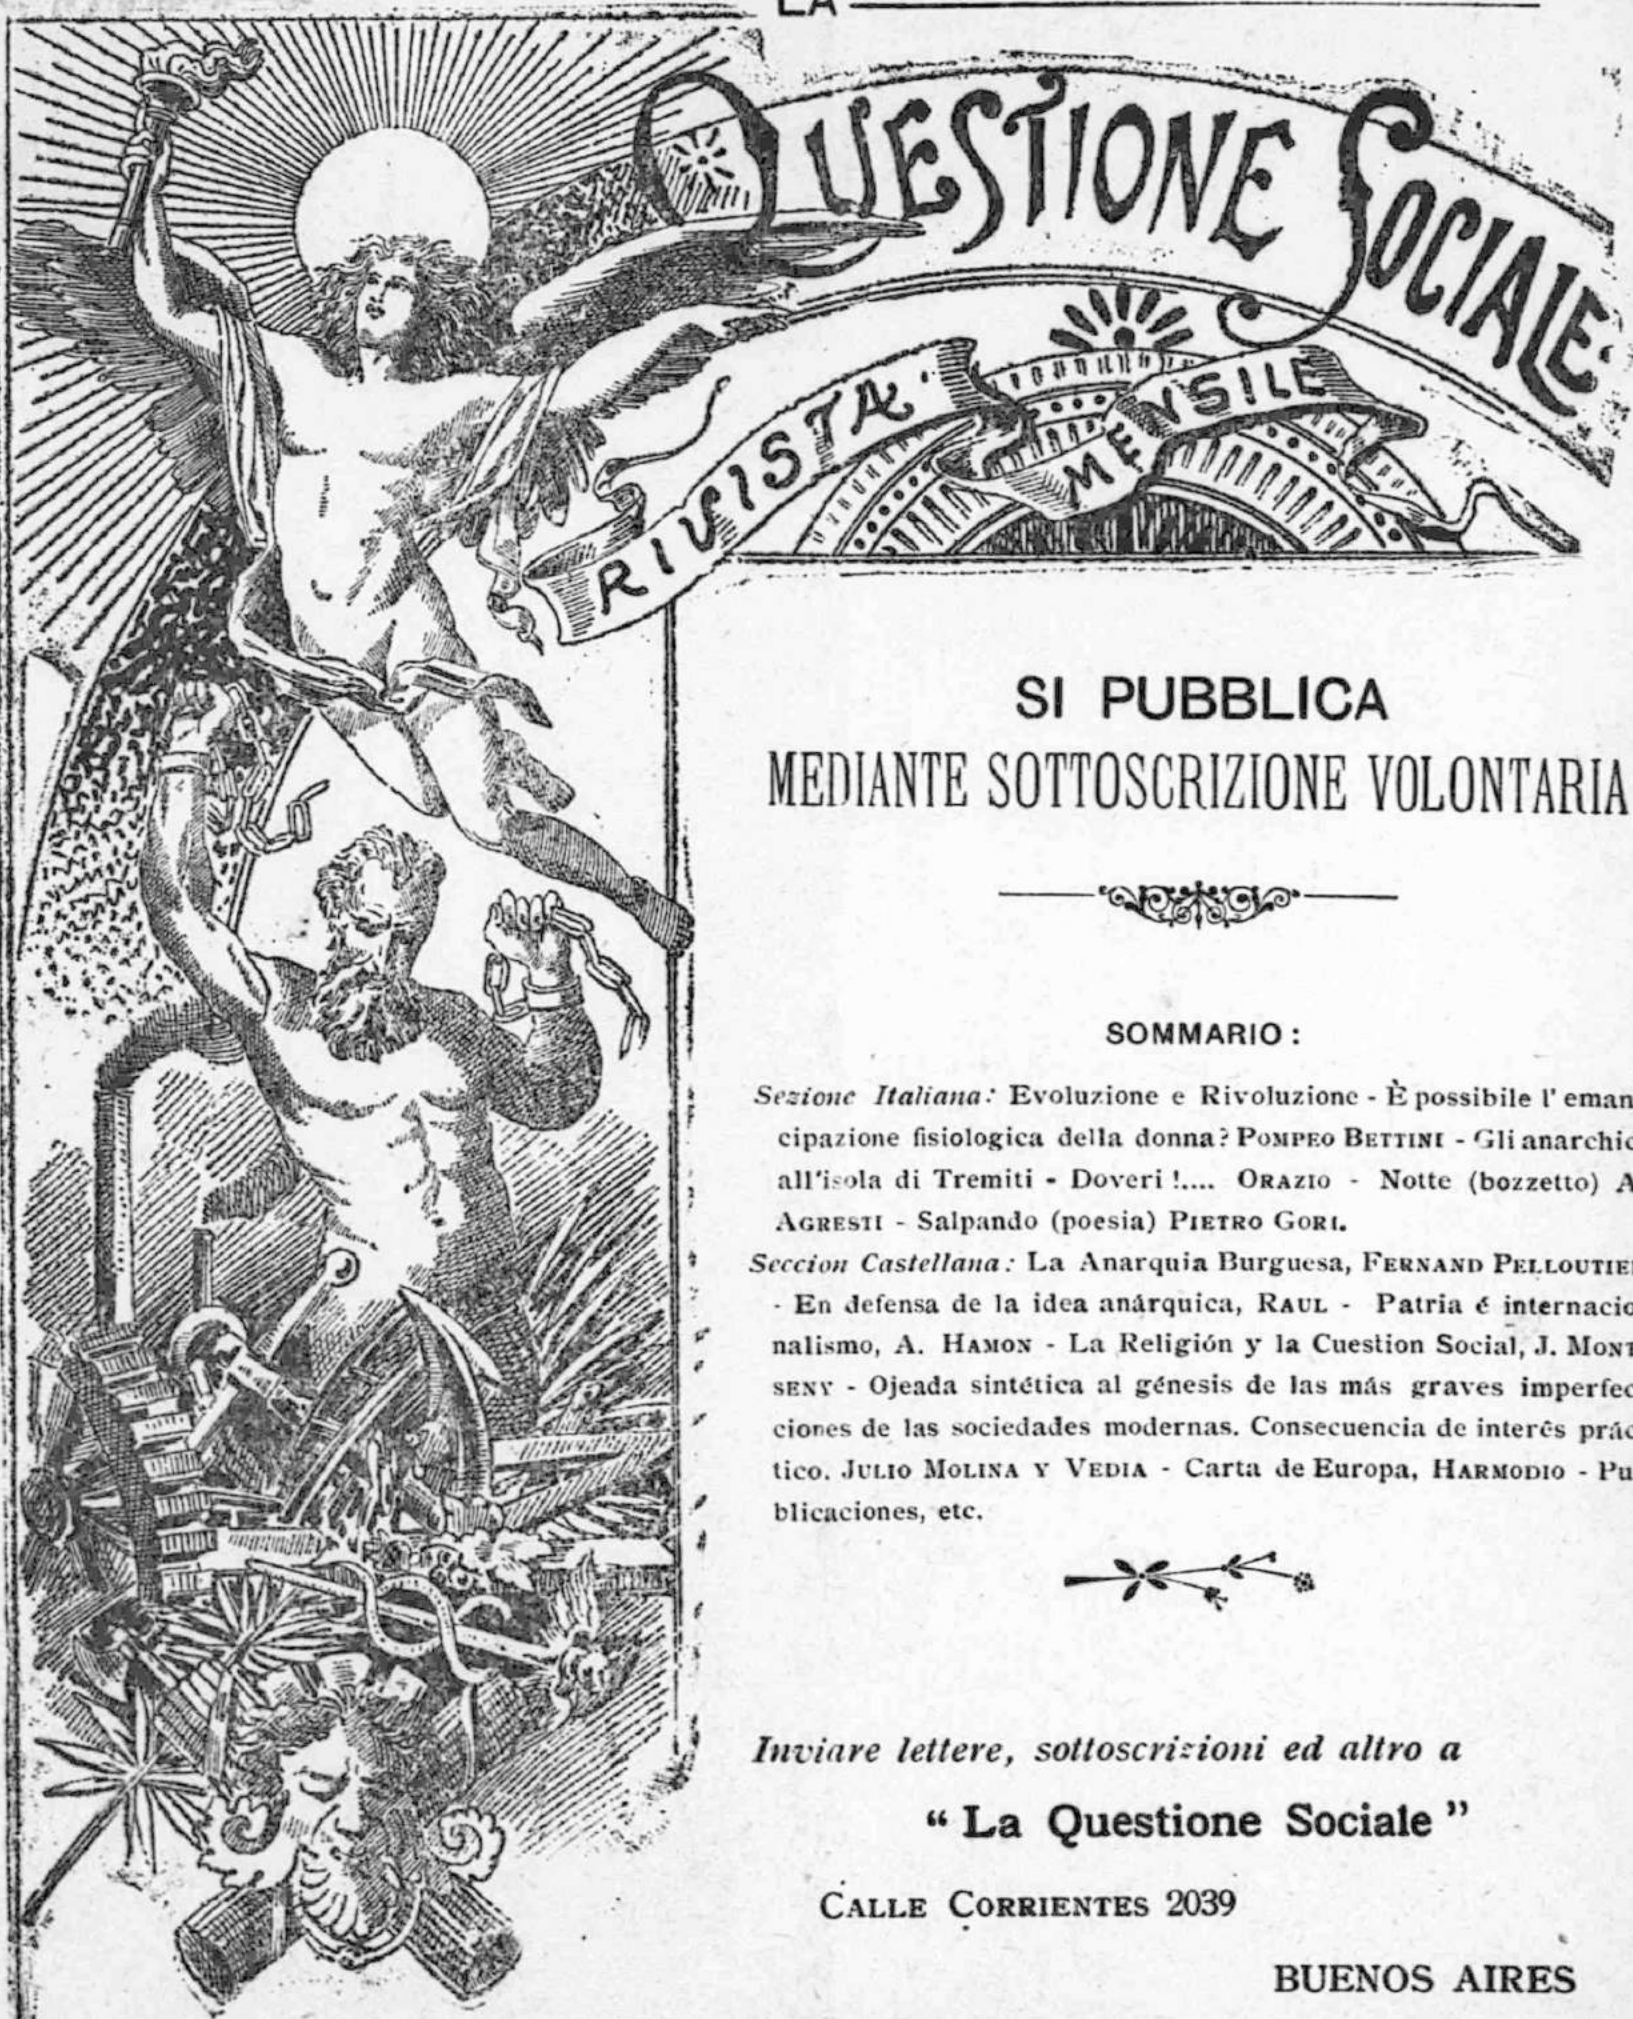 LA
QUESTIONE SOCIALE
RIVISTA MENSILE
SI PUBBLICA
MEDIANTE SOTTOSCRIZIONE VOLONTARIA
SOMMARIO:
Sezione Italiana: Evoluzione e Rivoluzione - È possibile l'eman
cipazione fisiologica della donna? POMPEO BETTINI - Gli anarchic
all'isola di Tremiti - Doveri!.... ORAZIO - Notte (bozzetto) A
AGRESTI - Salpando (poesia) PIETRO GORI.
Seccion Castellana: La Anarquia Burguesa, FERNAND PELLOUTIE
- En defensa de la idea anárquica, RAUL - Patria é internacio
nalismo, A. HAMON - La Religión y la Cuestion Social, J. MONT
SENY - Ojeada sintética al génesis de las más graves imperfec
ciones de las sociedades modernas. Consecuencia de interés prác
tico. JULIO MOLINA Y VEDIA - Carta de Europa, HARMODIO - Pu
blicaciones, etc.
Inviare lettere, sottoscrizioni ed altro a
“La Questione Sociale”
CALLE CORRIENTES 2039
BUENOS AIRES